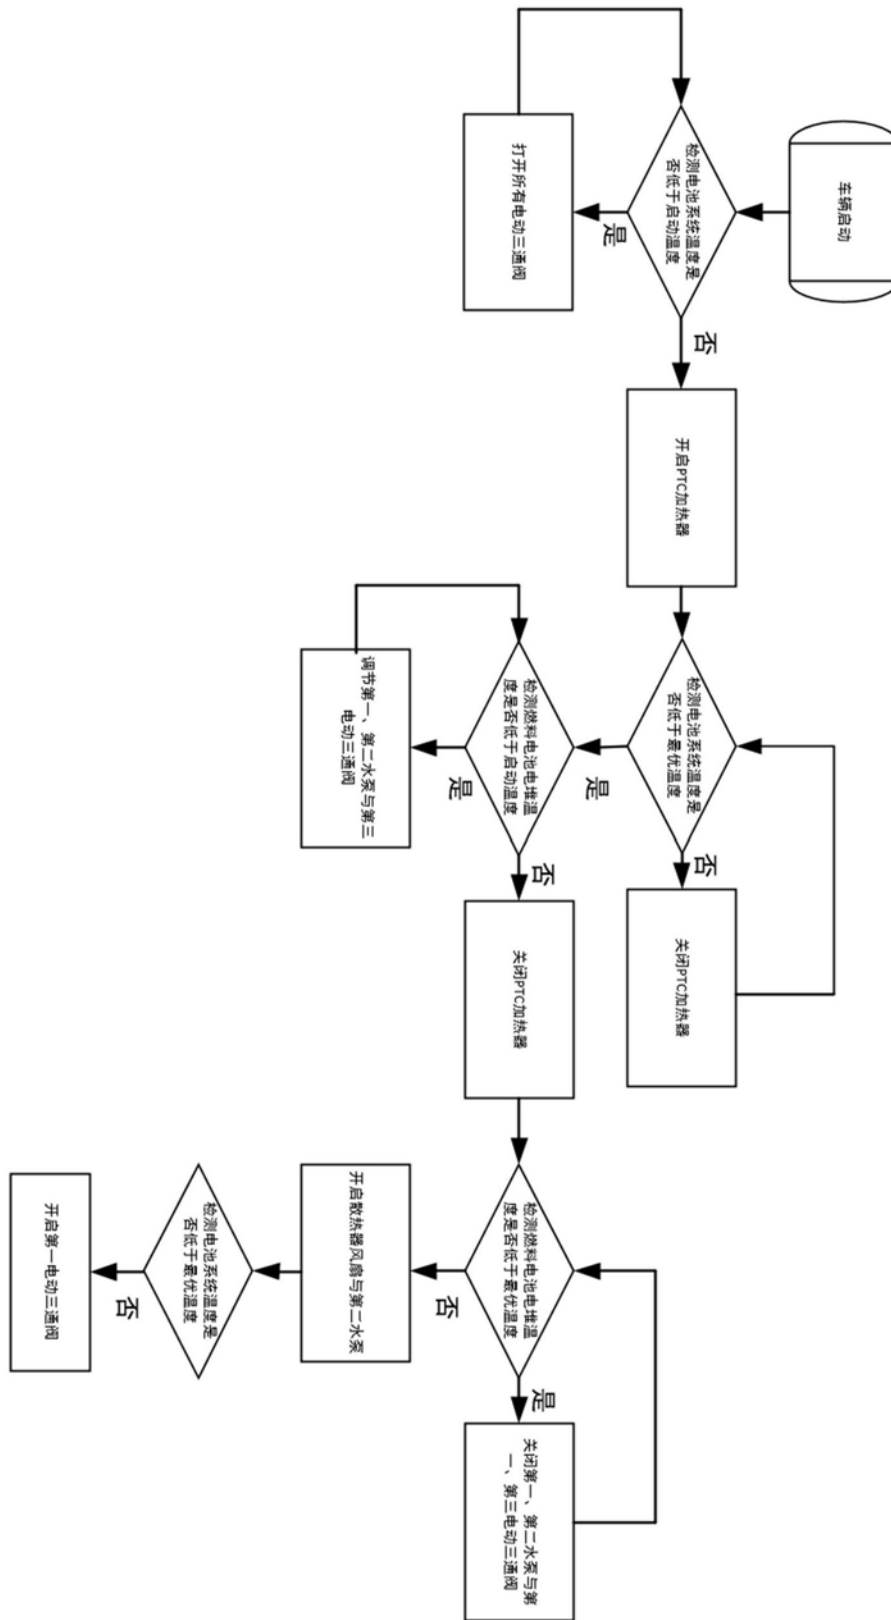 车辆启动
检测电池系统温度是
否低于启动温度
是
打开所有电动三通阀
否
开启PTC加热器
检测电池系统温度是
否低于最优温度
否
关闭PTC加热器
是
检测燃料电池电堆温
度是否低于启动温度
是
调节第一、第二水泵与第三
电动三通阀
否
关闭PTC加热器
检测燃料电池电堆温
度是否低于最优温度
是
关闭第一、第二水泵与第
一、第三电动三通阀
否
开启散热器风扇与第二水泵
检测电池系统温度是
否低于最优温度
否
开启第一电动三通阀